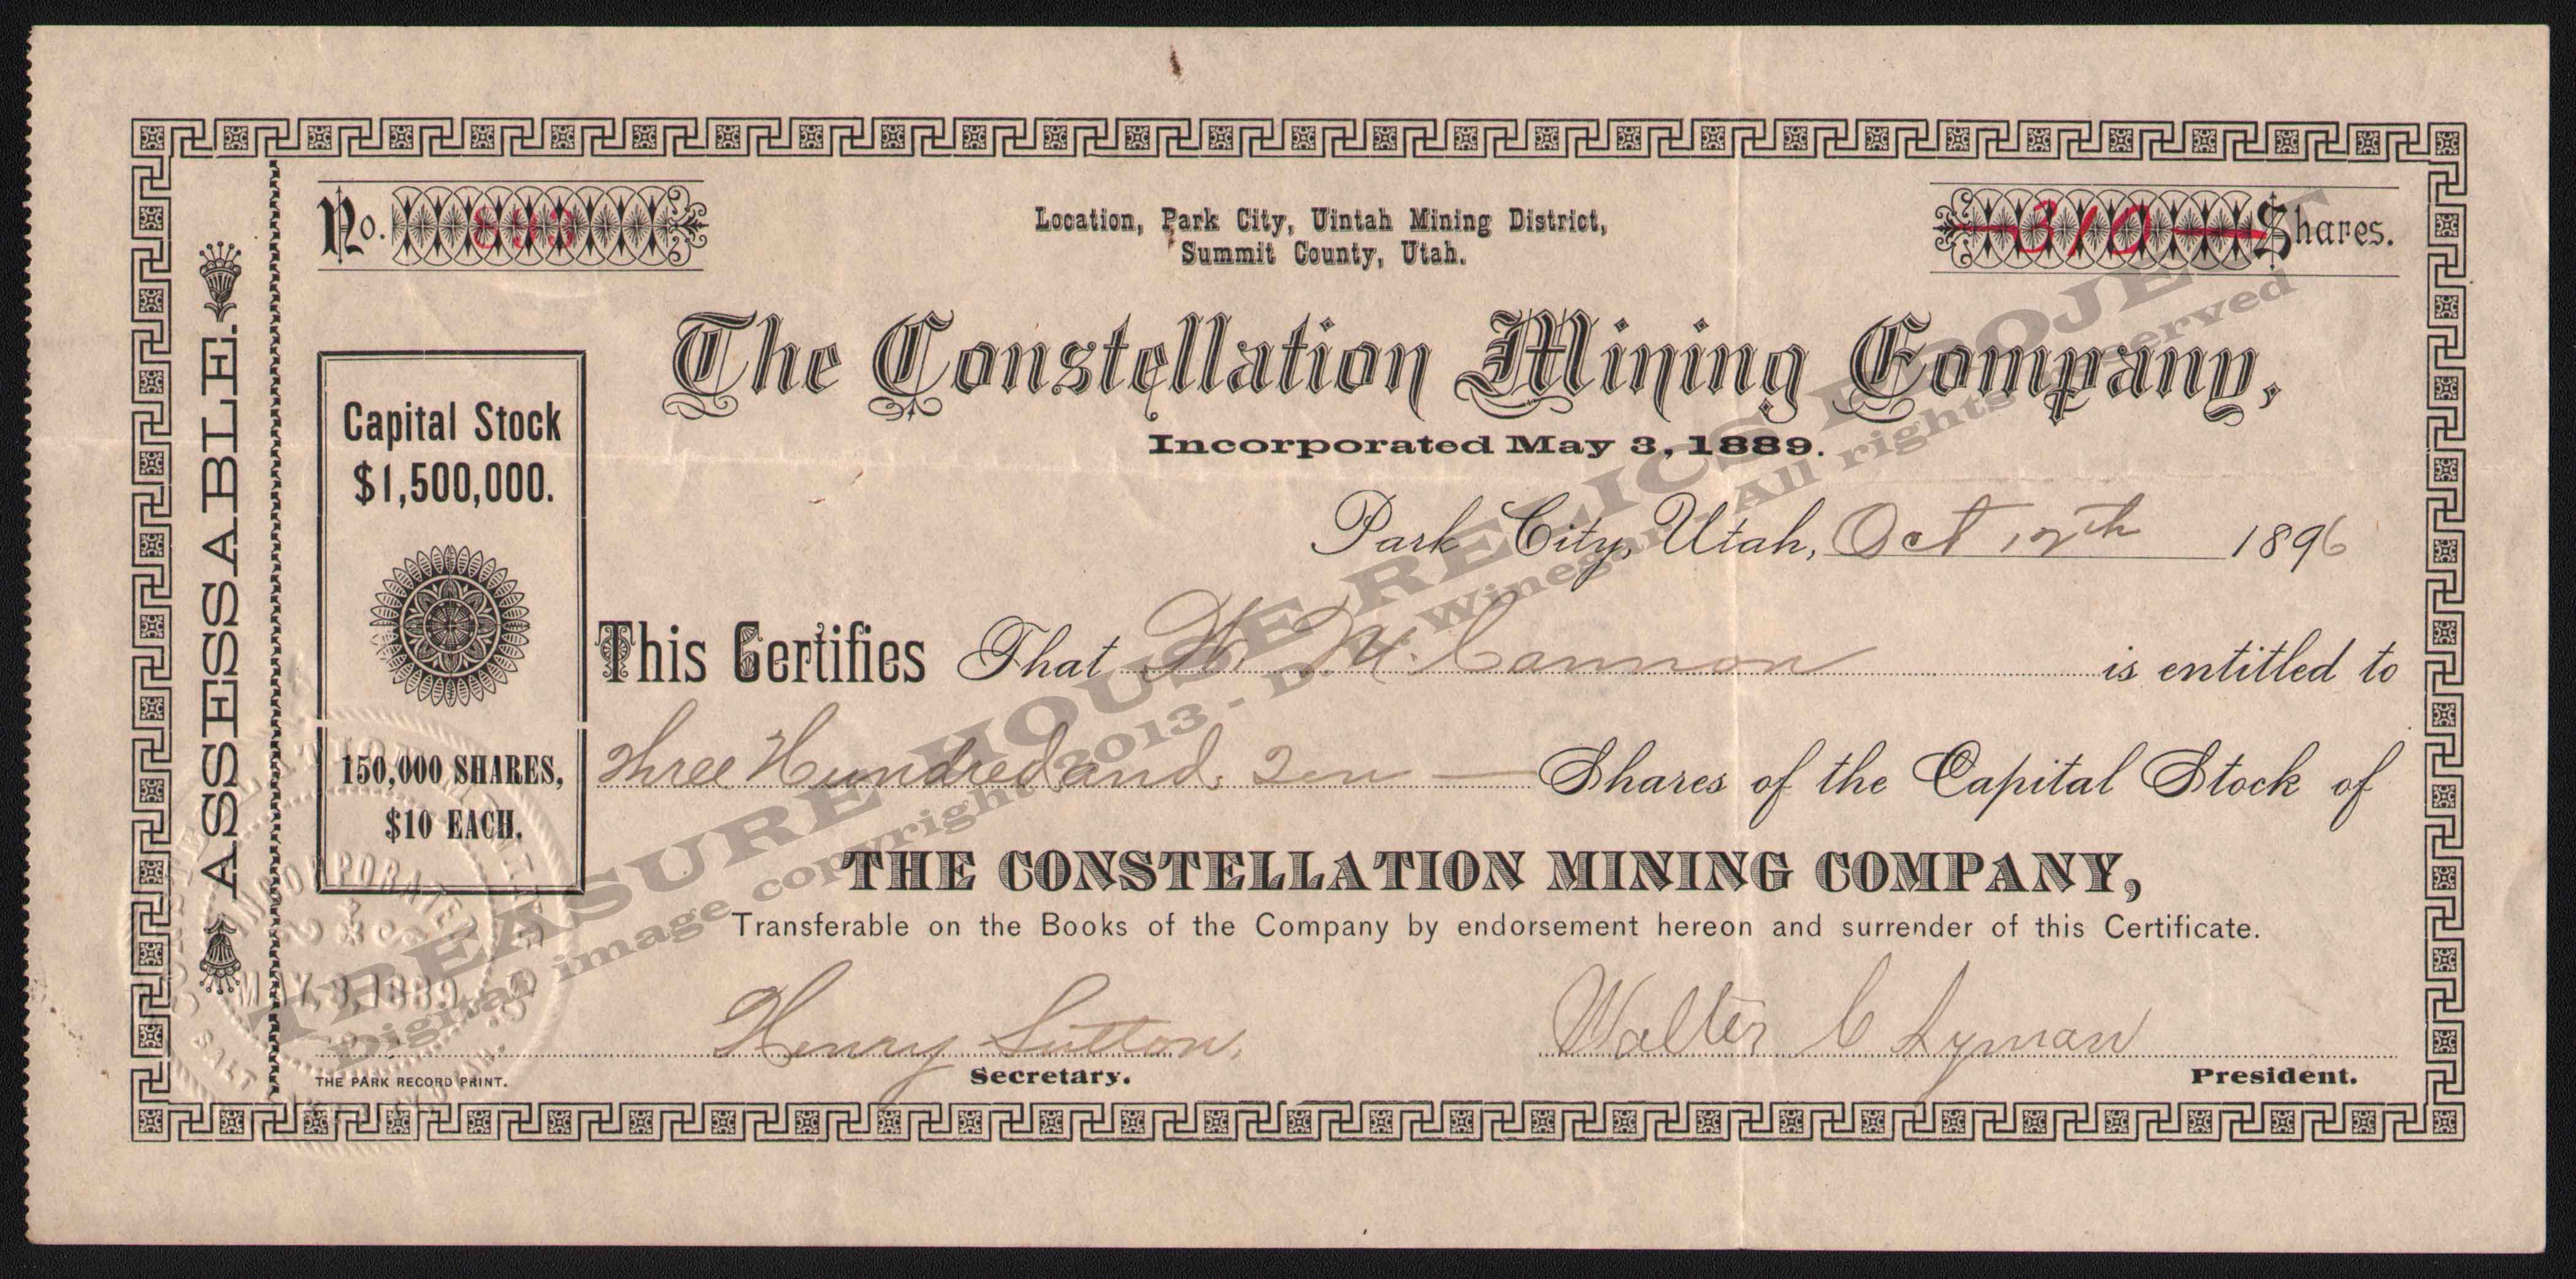 No. 893
Location, Park City, Uintah Mining District,
Summit County, Utah.
310 Shares.
The Constellation Mining Company,
Incorporated May 3, 1889.
ASSESSABLE.
Capital Stock
$1,500,000.
150,000 SHARES,
$10 EACH.
Park City, Utah, Oct 12th 1896
This Certifies That W. M. Cannon is entitled to
Three Hundred and Ten — Shares of the Capital Stock of
THE CONSTELLATION MINING COMPANY,
Transferable on the Books of the Company by endorsement hereon and surrender of this Certificate.
Henry Sutton. Walter C Lyman
Secretary. President.
THE PARK RECORD PRINT.
INCORPORATED
MAY, 3, 1889
SALT
TREASURE HOUSE RELICS PROJECT
Digital image copyright 2013 - D. N. Winegar - All rights reserved